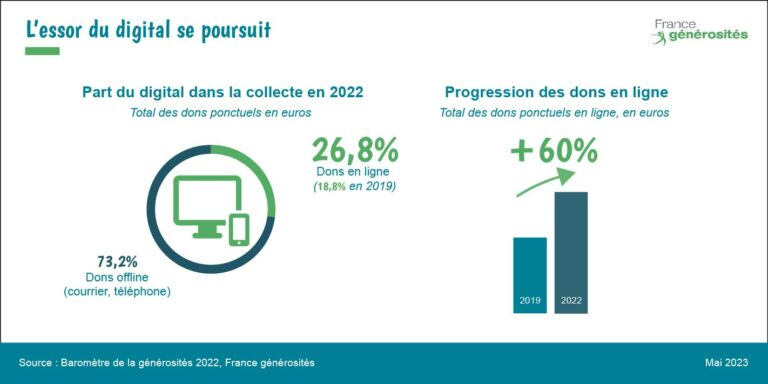 L'essor du digital se poursuit
France
générosités
Part du digital dans la collecte en 2022
Total des dons ponctuels en euros
26,8%
Dons en ligne
(18,8% en 2019)
73,2%
Dons offline
(courrier, téléphone)
Progression des dons en ligne
Total des dons ponctuels en ligne, en euros
+60%
2019
2022
Source : Baromètre de la générosités 2022, France générosités
Mai 2023